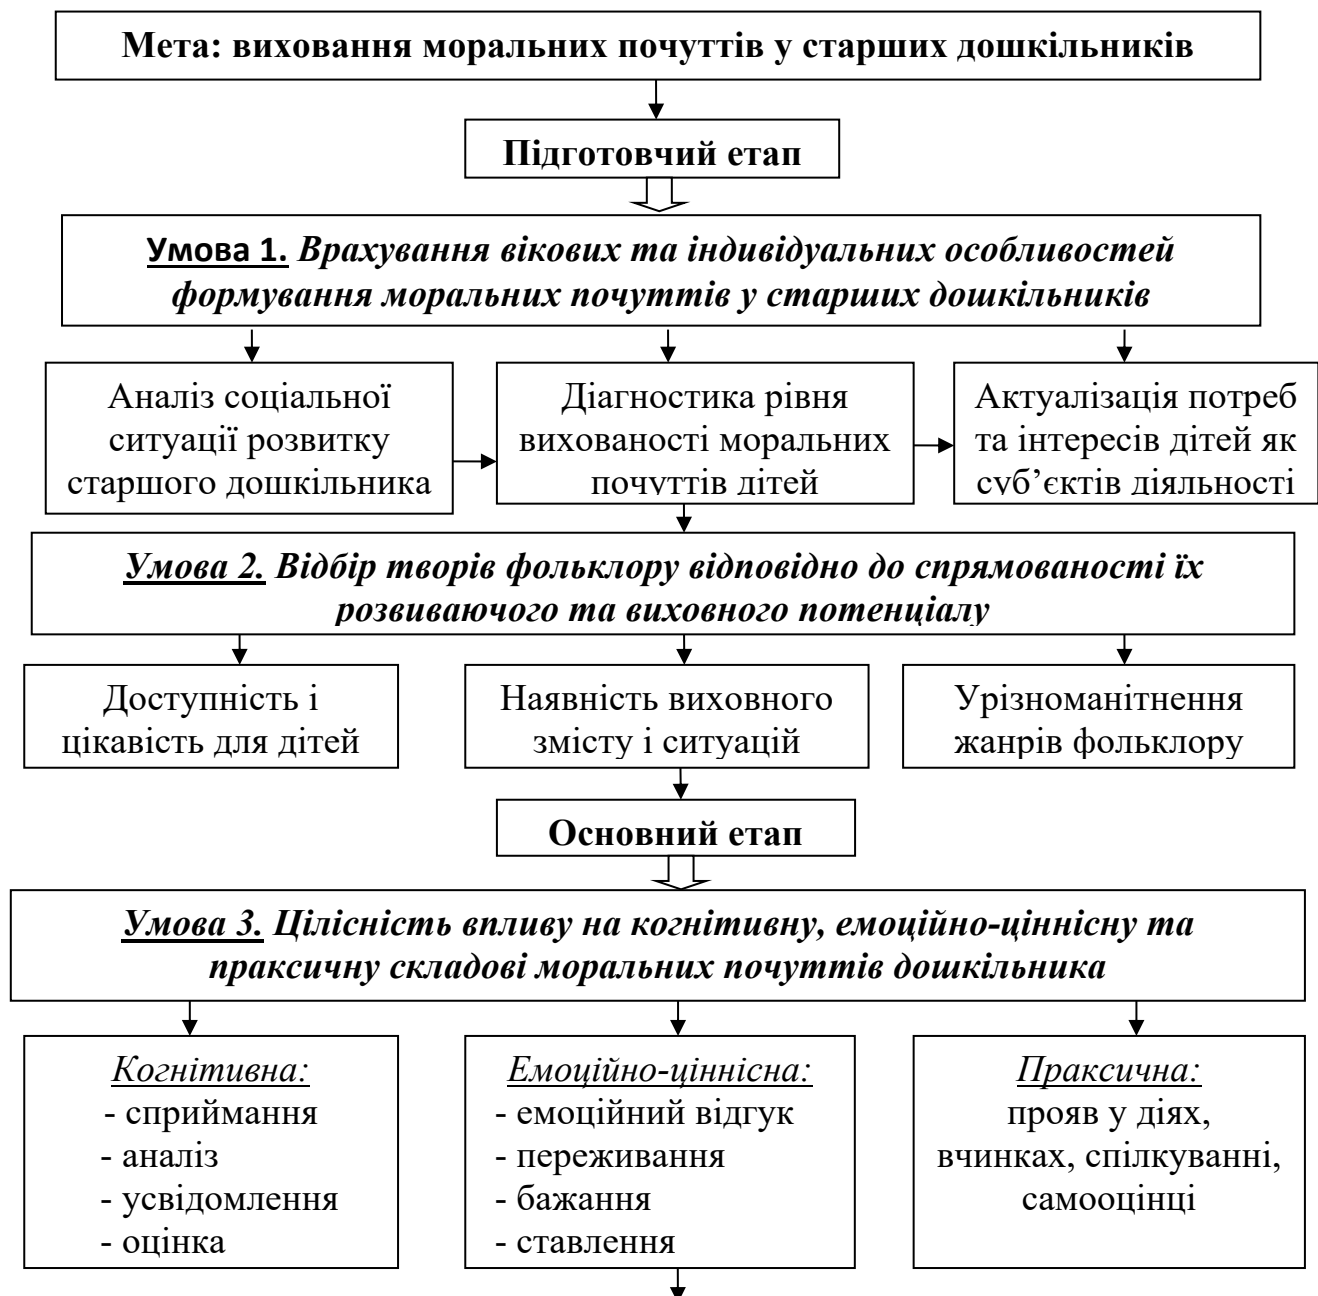 Мета: виховання моральних почуттів у старших дошкільників
Підготовчий етап
Умова 1. Врахування вікових та індивідуальних особливостей
формування моральних почуттів у старших дошкільників
Аналіз соціальної
ситуації розвитку
старшого дошкільника
Діагностика рівня
вихованості моральних
почуттів дітей
Актуалізація потреб
та інтересів дітей як
суб’єктів діяльності
Умова 2. Відбір творів фольклору відповідно до спрямованості їх
розвиваючого та виховного потенціалу
Доступність і
цікавість для дітей
Наявність виховного
змісту і ситуацій
Урізноманітнення
жанрів фольклору
Основний етап
Умова 3. Цілісність впливу на когнітивну, емоційно-ціннісну та
праксичну складові моральних почуттів дошкільника
Когнітивна:
- сприймання
- аналіз
- усвідомлення
- оцінка
Емоційно-ціннісна:
- емоційний відгук
- переживання
- бажання
- ставлення
Праксична:
прояв у діях,
вчинках, спілкуванні,
самооцінці